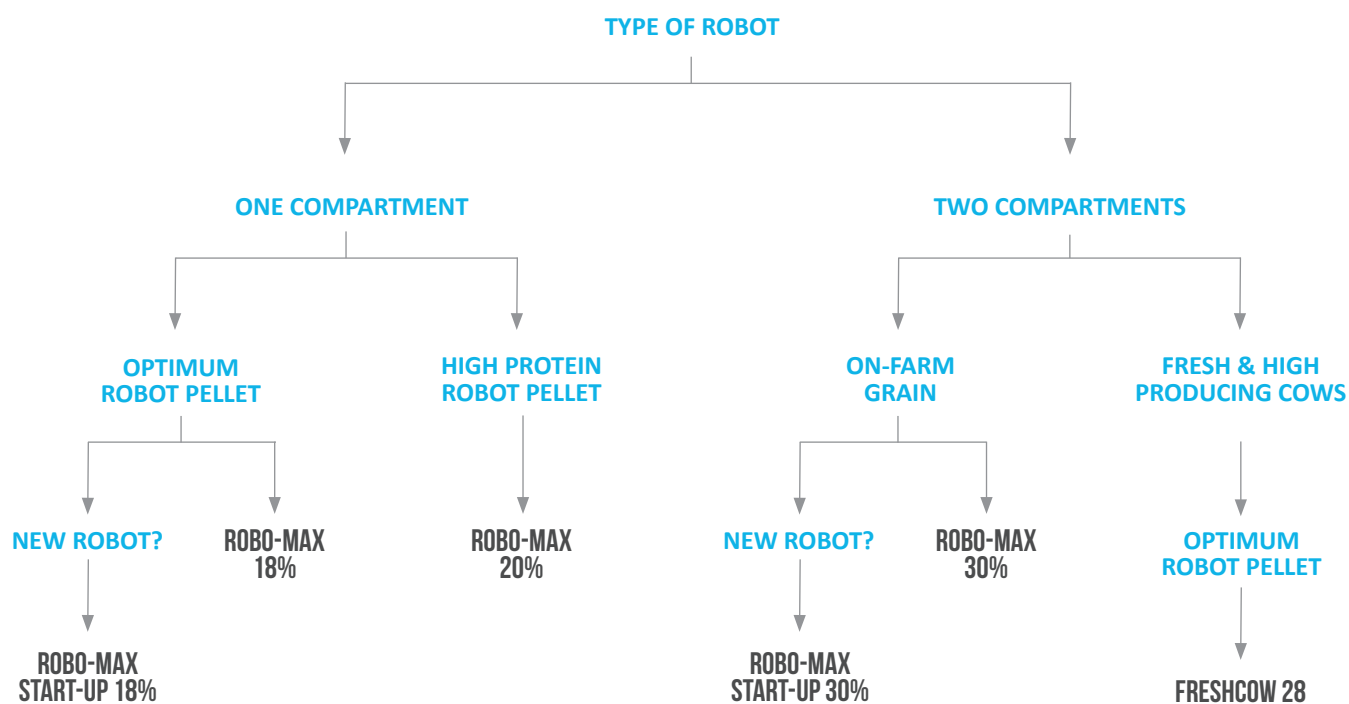 TYPE OF ROBOT
ONE COMPARTMENT
TWO COMPARTMENTS
OPTIMUM
ROBOT PELLET
HIGH PROTEIN
ROBOT PELLET
ON-FARM
GRAIN
FRESH & HIGH
PRODUCING COWS
NEW ROBOT?
ROBO-MAX
18%
ROBO-MAX
20%
NEW ROBOT?
ROBO-MAX
30%
OPTIMUM
ROBOT PELLET
ROBO-MAX
START-UP 18%
ROBO-MAX
START-UP 30%
FRESHCOW 28